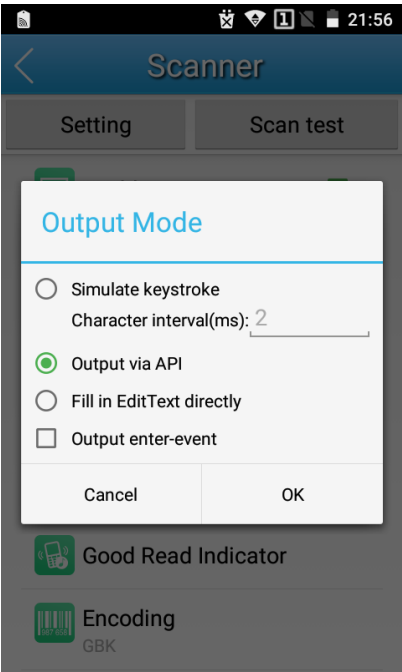 21:56
Scanner
Setting
Scan test
Output Mode
Simulate keystroke
Character interval(ms): 2
Output via API
Fill in EditText directly
Output enter-event
Cancel
OK
Good Read Indicator
Encoding
GBK